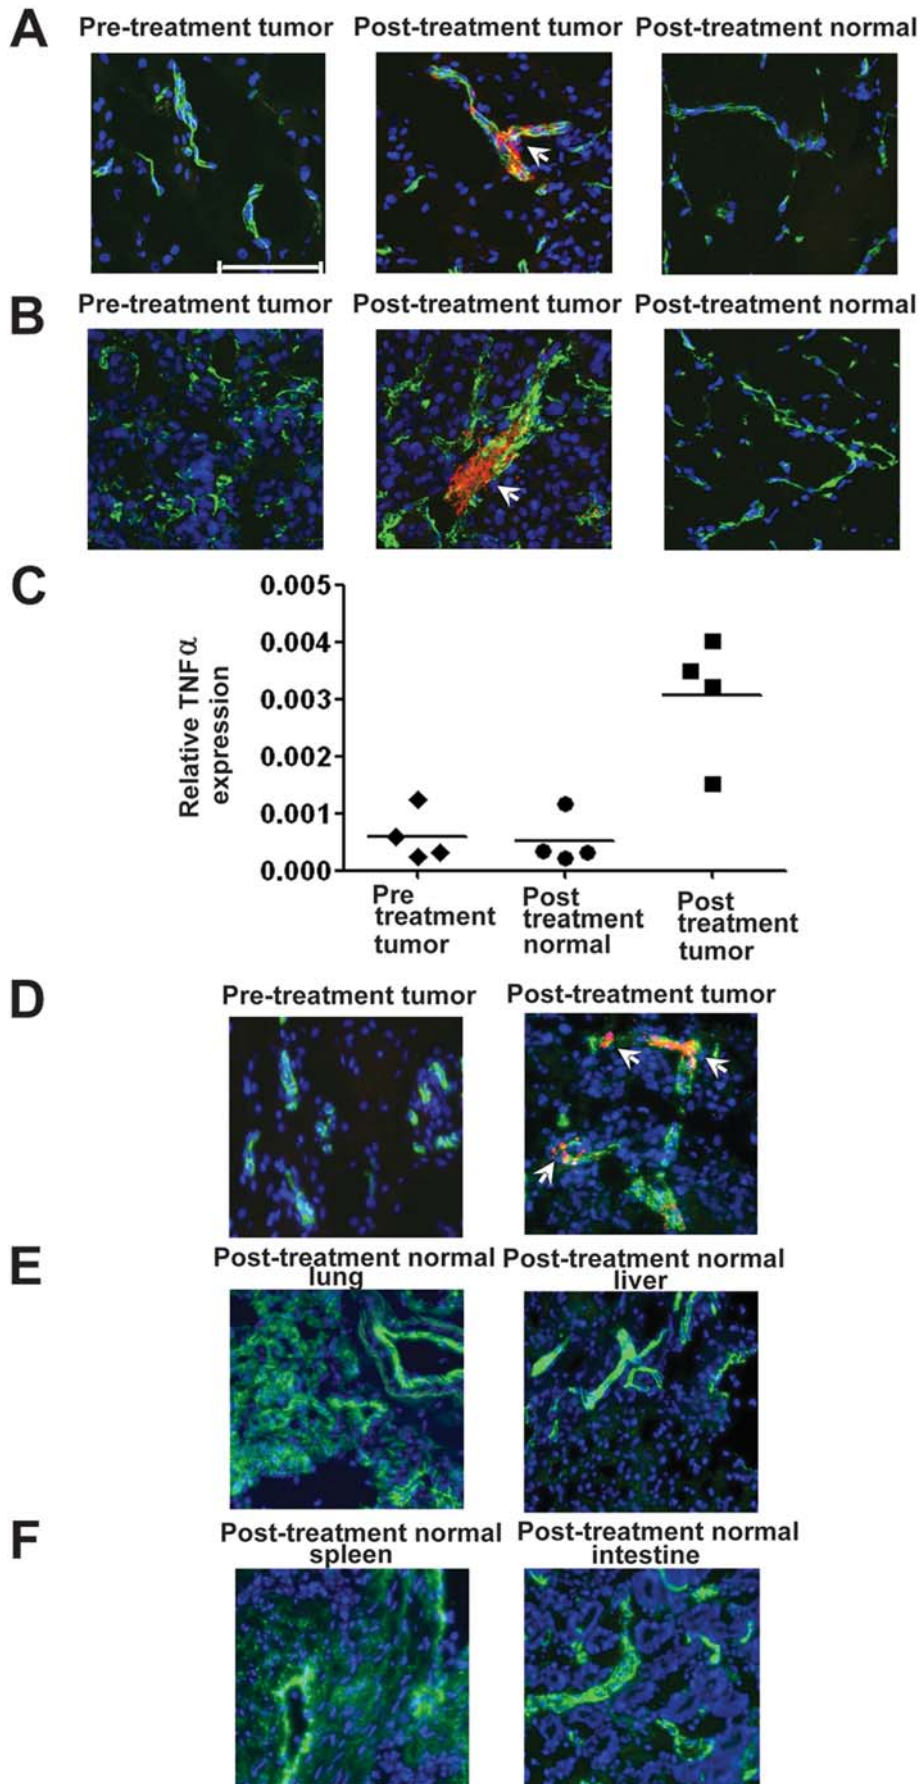 A
Pre-treatment tumor
Post-treatment tumor
Post-treatment normal
B
Pre-treatment tumor
Post-treatment tumor
Post-treatment normal
C
Relative TNFα
expression
0.005
0.004
0.003
0.002
0.001
0.000
Pre
treatment
tumor
Post
treatment
normal
Post
treatment
tumor
D
Pre-treatment tumor
Post-treatment tumor
E
Post-treatment normal
lung
Post-treatment normal
liver
F
Post-treatment normal
spleen
Post-treatment normal
intestine